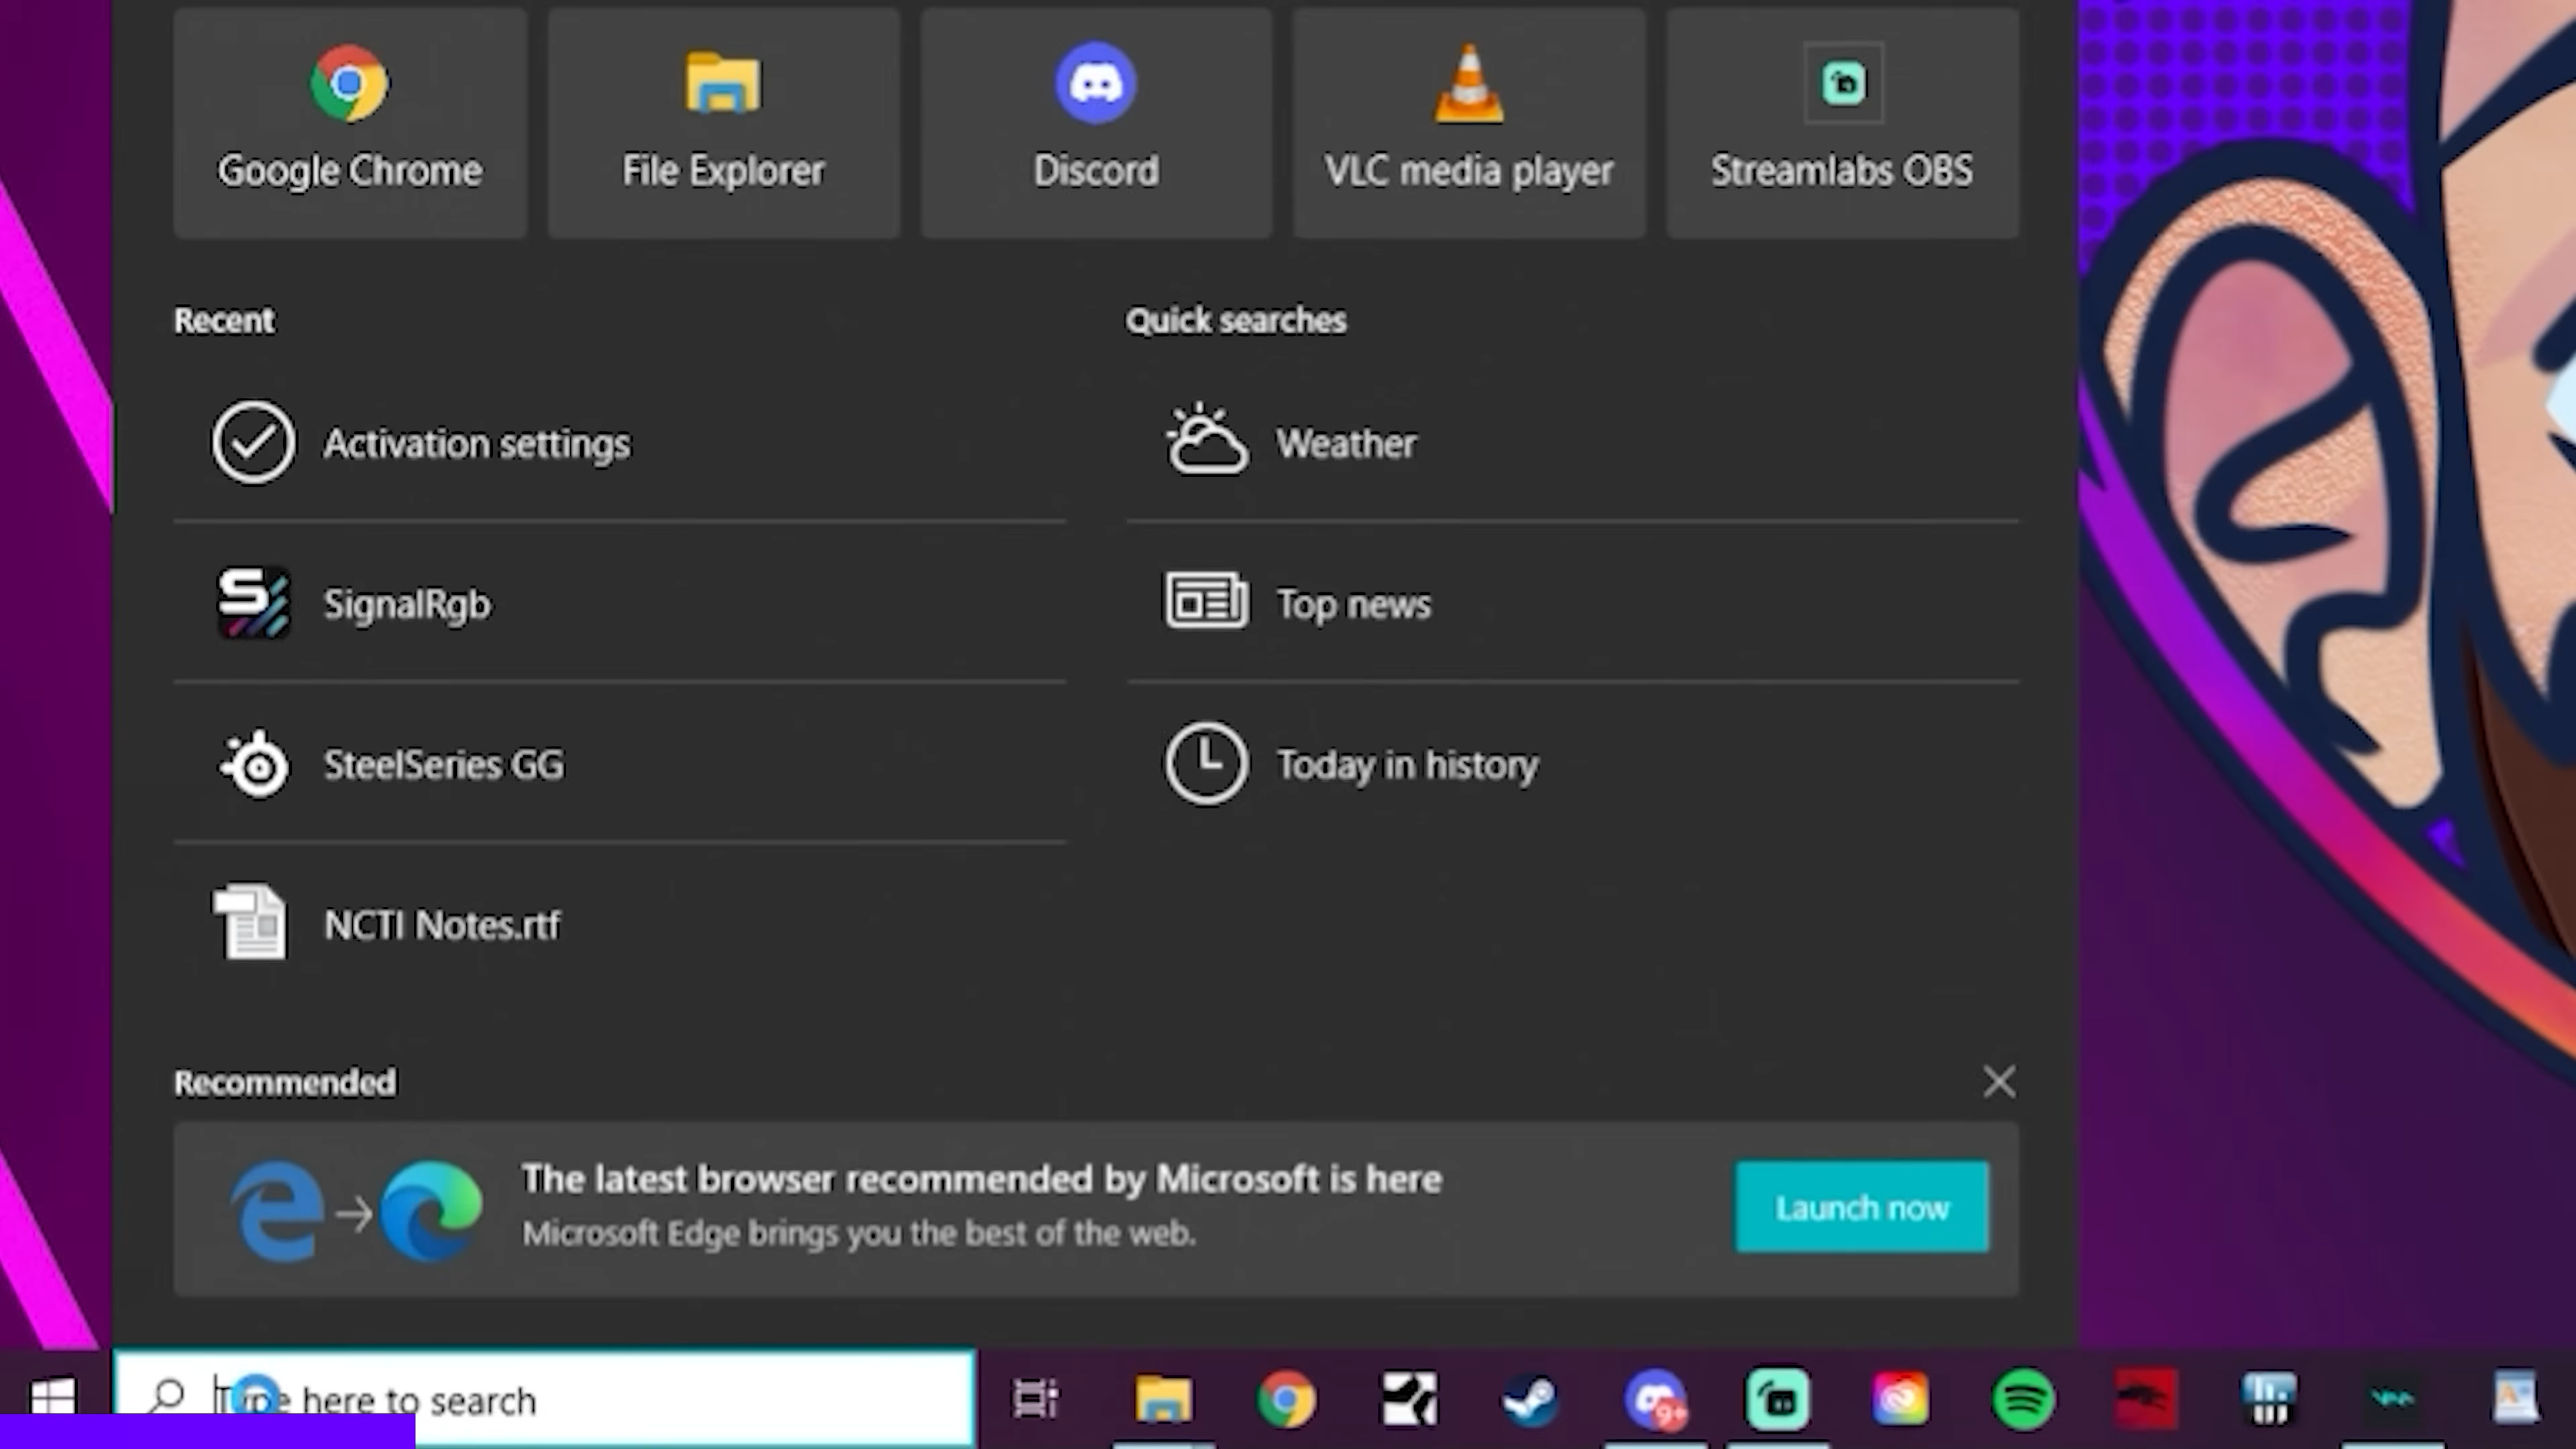 Google Chrome
File Explorer
Discord
VLC media player
Streamlabs OBS
Recent
Quick searches
Activation settings
Weather
SignalRgb
Top news
SteelSeries GG
Today in history
NCTI Notes.rtf
Recommended
The latest browser recommended by Microsoft is here
Microsoft Edge brings you the best of the web.
Launch now
Type here to search
9+